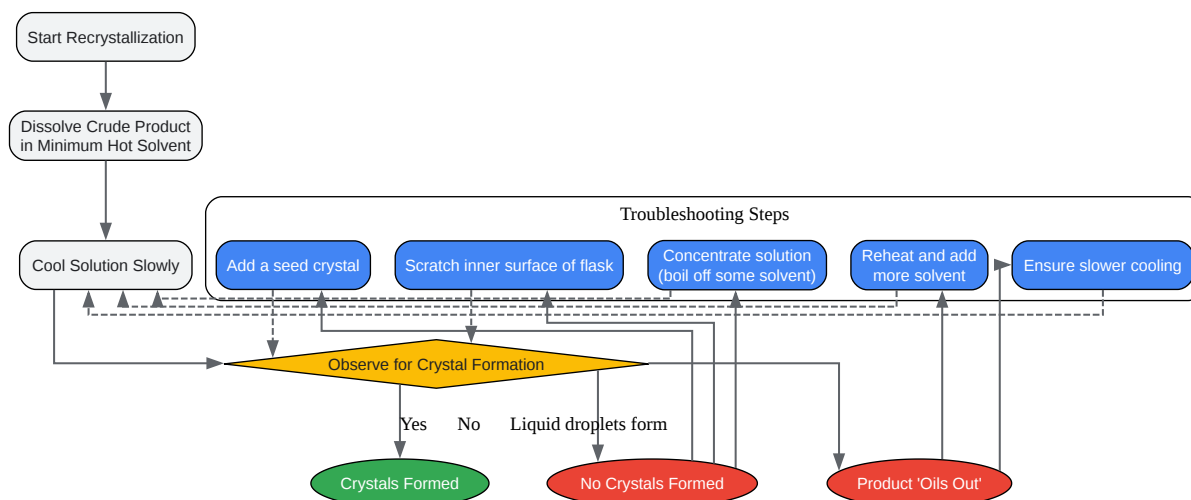 Start Recrystallization
Dissolve Crude Product
in Minimum Hot Solvent
Troubleshooting Steps
Cool Solution Slowly
Add a seed crystal
Scratch inner surface of flask
Concentrate solution
(boil off some solvent)
Reheat and add
more solvent
Ensure slower cooling
Observe for Crystal Formation
Yes
No
Liquid droplets form
Crystals Formed
No Crystals Formed
Product 'Oils Out'